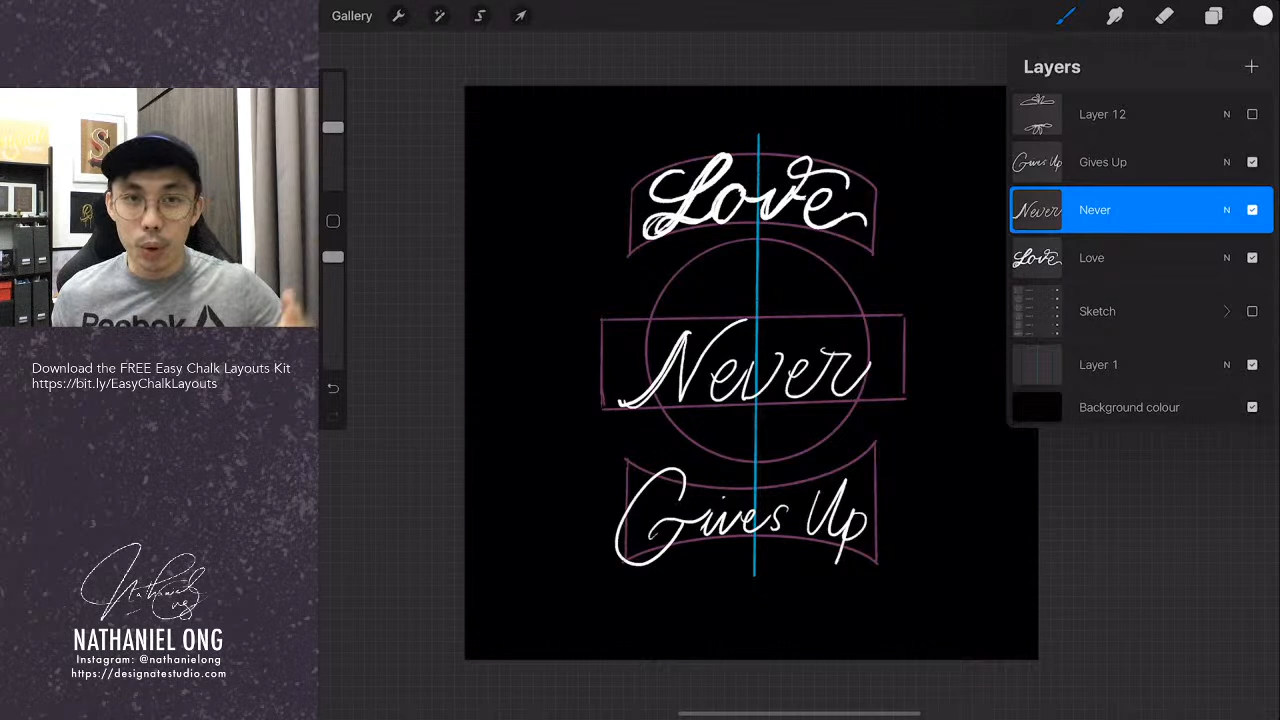 Gallery
Layers
Layer 12 N
Gives Up N
Never N
Love N
Sketch
Layer 1 N
Background colour
Love
Never
Gives Up
Reebok
S
Download the FREE Easy Chalk Layouts Kit
https://bit.ly/EasyChalkLayouts
NATHANIEL ONG
Instagram: @nathanielong
https://designatestudio.com